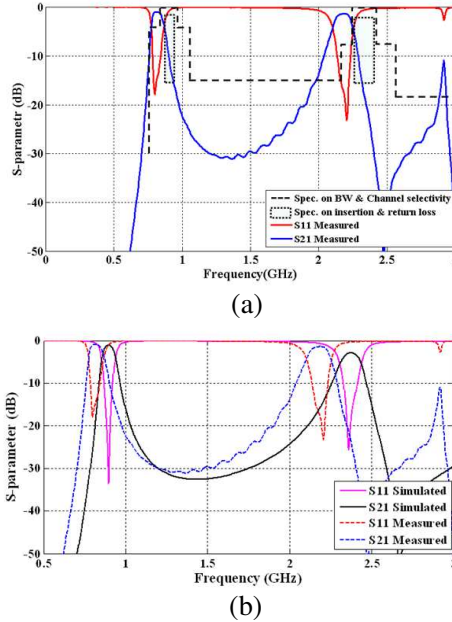 0
-10
-20
-30
-40
-50
S-parametr (dB)
0 0.5 1 1.5 2 2.5 3
Frequency(GHz)
Spec. on BW & Channel selectivity
Spec. on insertion & return loss
S11 Measured
S21 Measured
(a)
0
-10
-20
-30
-40
-50
S-parameter (dB)
0.5 1 1.5 2 2.5
Frequency (GHz)
S11 Simulated
S21 Simulated
S11 Measured
S21 Measured
(b)